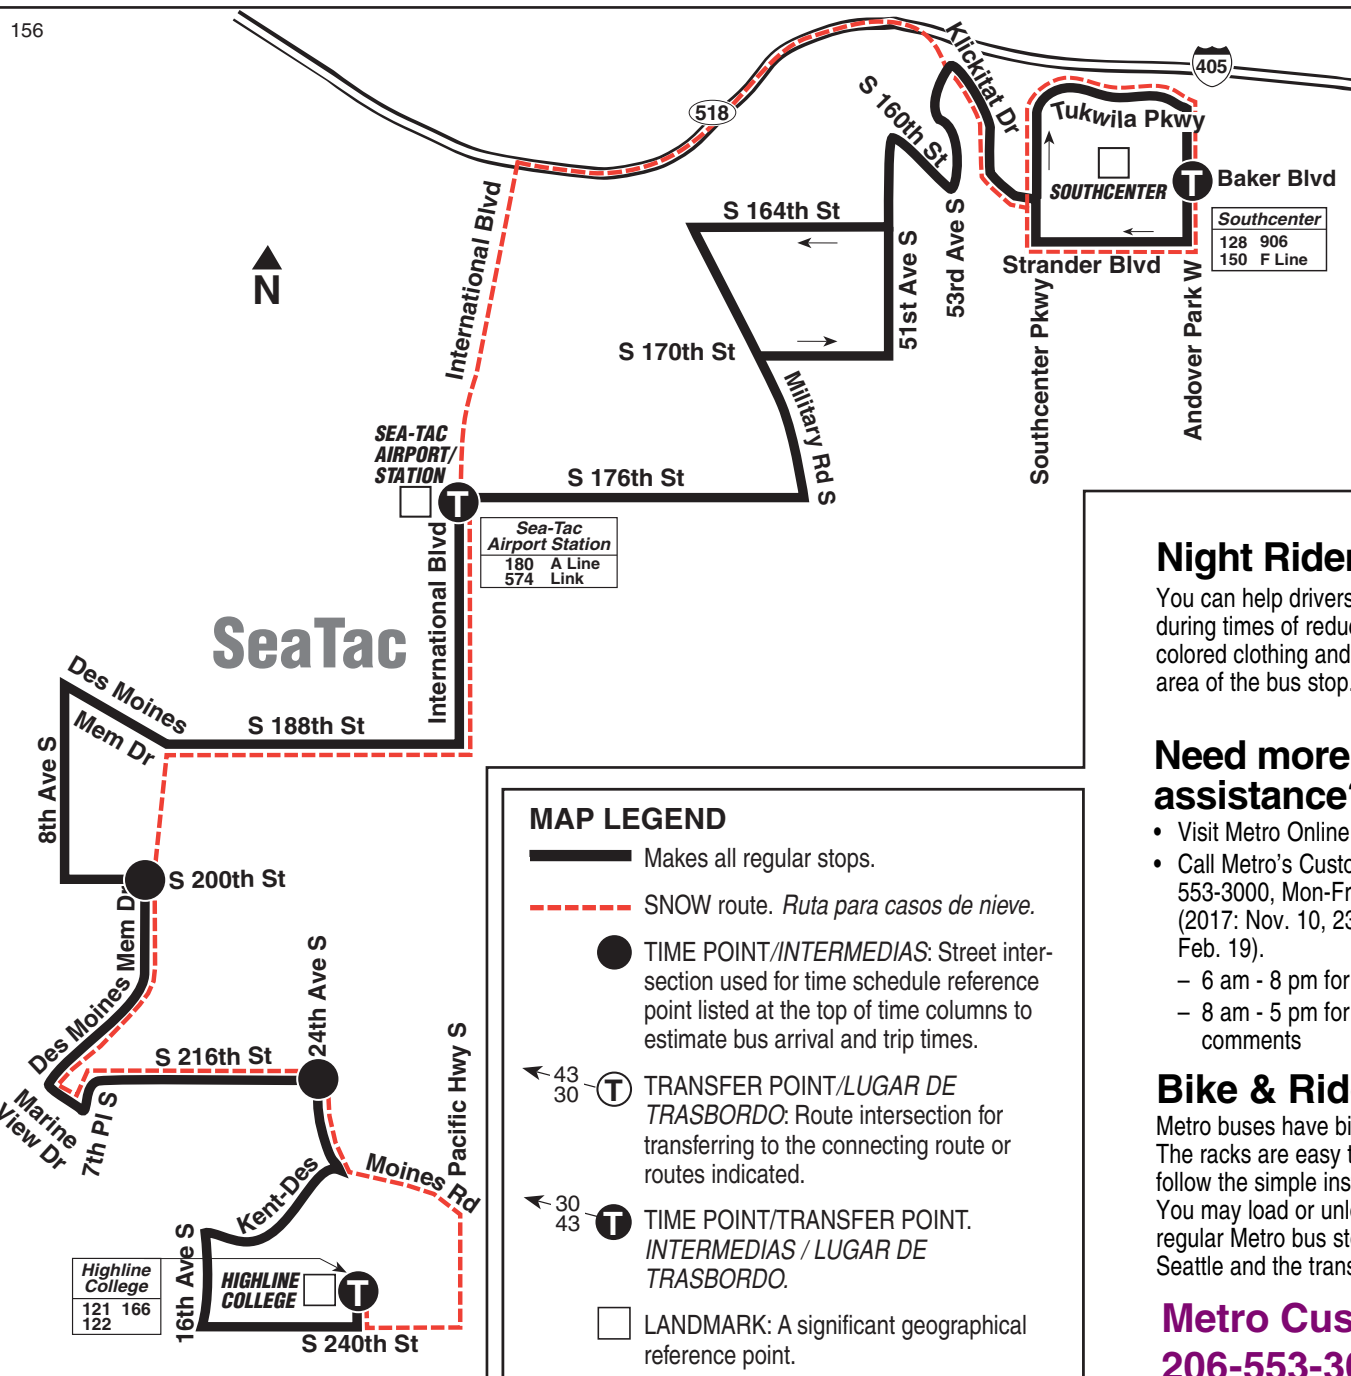 156
518
405
Klickitat Dr
S 160th St
Tukwila Pkwy
SOUTHCENTER
Baker Blvd
Southcenter
128 906
150 F Line
Strander Blvd
Southcenter Pkwy
Andover Park W
53rd Ave S
51st Ave S
S 164th St
S 170th St
Military Rd S
S 176th St
International Blvd
N
SEA-TAC
AIRPORT/
STATION
T
T
Sea-Tac
Airport Station
180 A Line
574 Link
International Blvd
SeaTac
Des Moines
Mem Dr
S 188th St
8th Ave S
S 200th St
Des Moines Mem Dr
S 216th St
24th Ave S
Marine
View Dr
7th Pl S
Pacific Hwy S
Kent-Des
Moines Rd
16th Ave S
Highline
College
121 166
122
HIGHLINE
COLLEGE
T
S 240th St
MAP LEGEND
Makes all regular stops.
SNOW route. Ruta para casos de nieve.
TIME POINT/INTERMEDIAS: Street inter-
section used for time schedule reference
point listed at the top of time columns to
estimate bus arrival and trip times.
43
30
T
TRANSFER POINT/LUGAR DE
TRASBORDO: Route intersection for
transferring to the connecting route or
routes indicated.
30
43
T
TIME POINT/TRANSFER POINT.
INTERMEDIAS / LUGAR DE
TRASBORDO.
LANDMARK: A significant geographical
reference point.
Night Rider
You can help drivers
during times of redu
colored clothing and
area of the bus stop.
Need more
assistance?
• Visit Metro Online
• Call Metro's Custo
553-3000, Mon-Fr
(2017: Nov. 10, 23
Feb. 19).
– 6 am - 8 pm for
– 8 am - 5 pm for
comments
Bike & Rid
Metro buses have bi
The racks are easy t
follow the simple ins
You may load or unl
regular Metro bus st
Seattle and the trans
Metro Cus
206-553-3